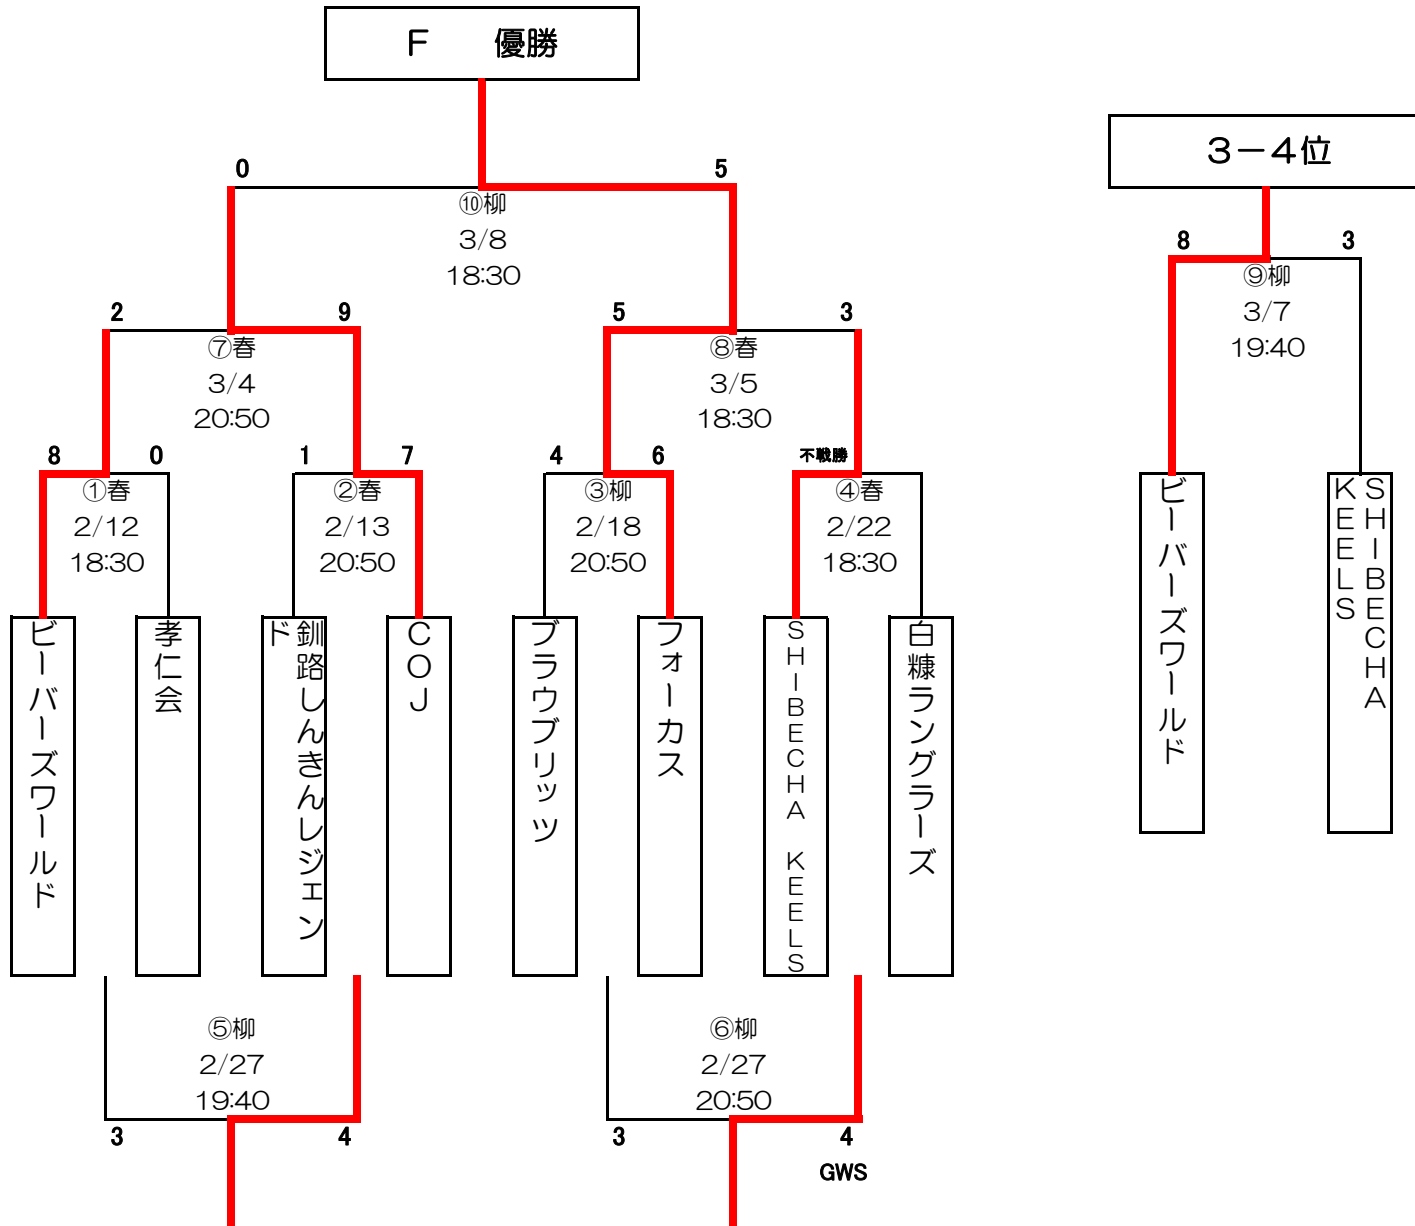 F　優勝
0　5
⑩柳
3/8
18:30
2　9
⑦春
3/4
20:50
5　3
⑧春
3/5
18:30
8　0
①春
2/12
18:30
1　7
②春
2/13
20:50
4　6
③柳
2/18
20:50
不戦勝
④春
2/22
18:30
ビーバーズワールド
孝仁会
釧路しんきんレジェン
ド
COJ
ブラウブリッツ
フォーカス
SHIBECHA　KEELS
白糠ラングラーズ
⑤柳
2/27
19:40
3　4
⑥柳
2/27
20:50
3　4
GWS
3－4位
8　3
⑨柳
3/7
19:40
ビーバーズワールド
SHIBECHA
KEELS